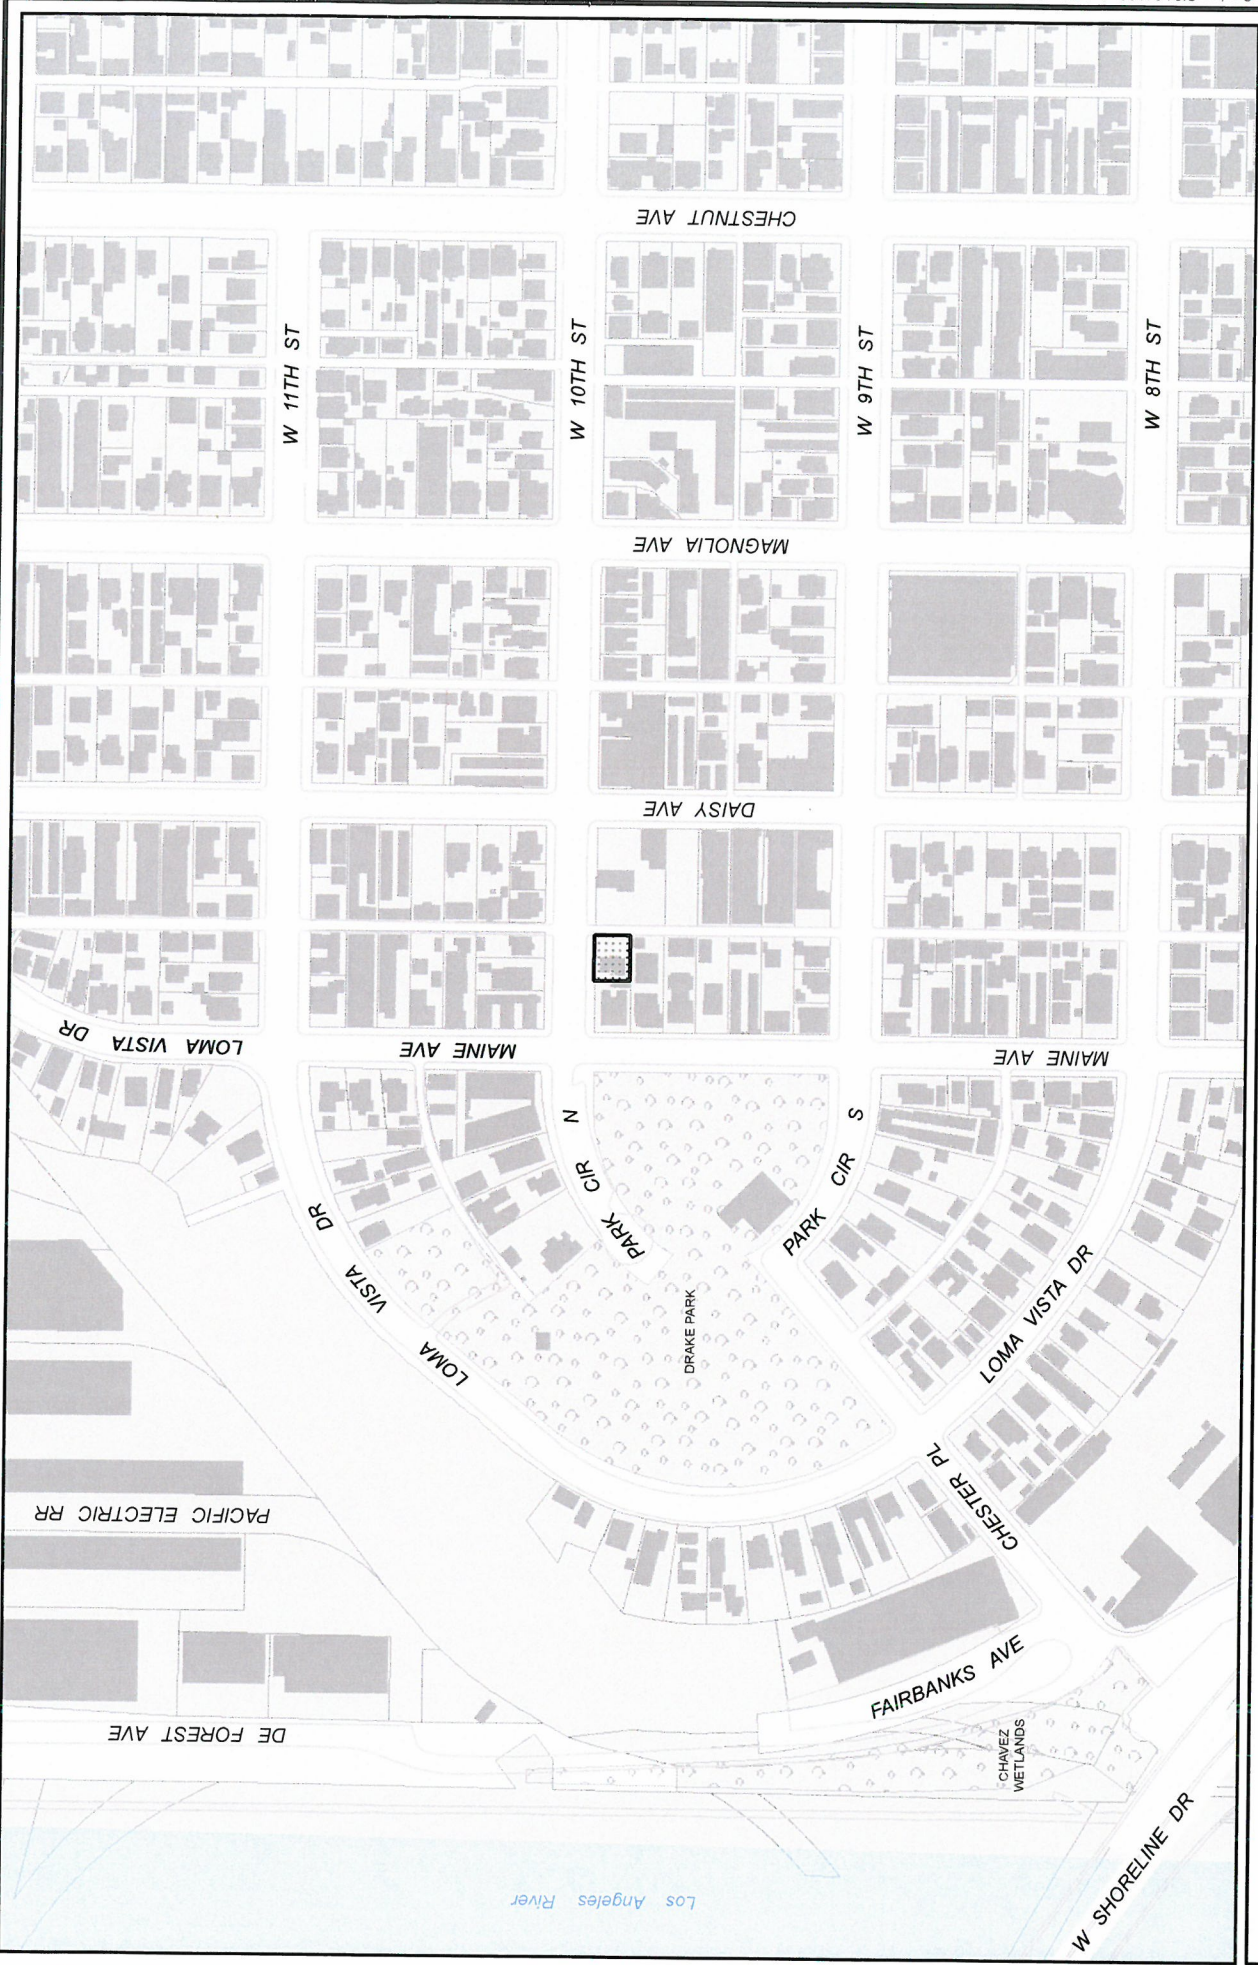 CHESTNUT AVE
W 11TH ST
W 10TH ST
W 9TH ST
W 8TH ST
MAGNOLIA AVE
DAISY AVE
LOMA VISTA DR
MAINE AVE
MAINE AVE
PARK CIR N
PARK CIR S
LOMA VISTA DR
DRAKE PARK
LOMA VISTA DR
CHESTER PL
PACIFIC ELECTRIC RR
FAIRBANKS AVE
DE FOREST AVE
CHAVEZ
WETLANDS
W SHORELINE DR
Los Angeles River